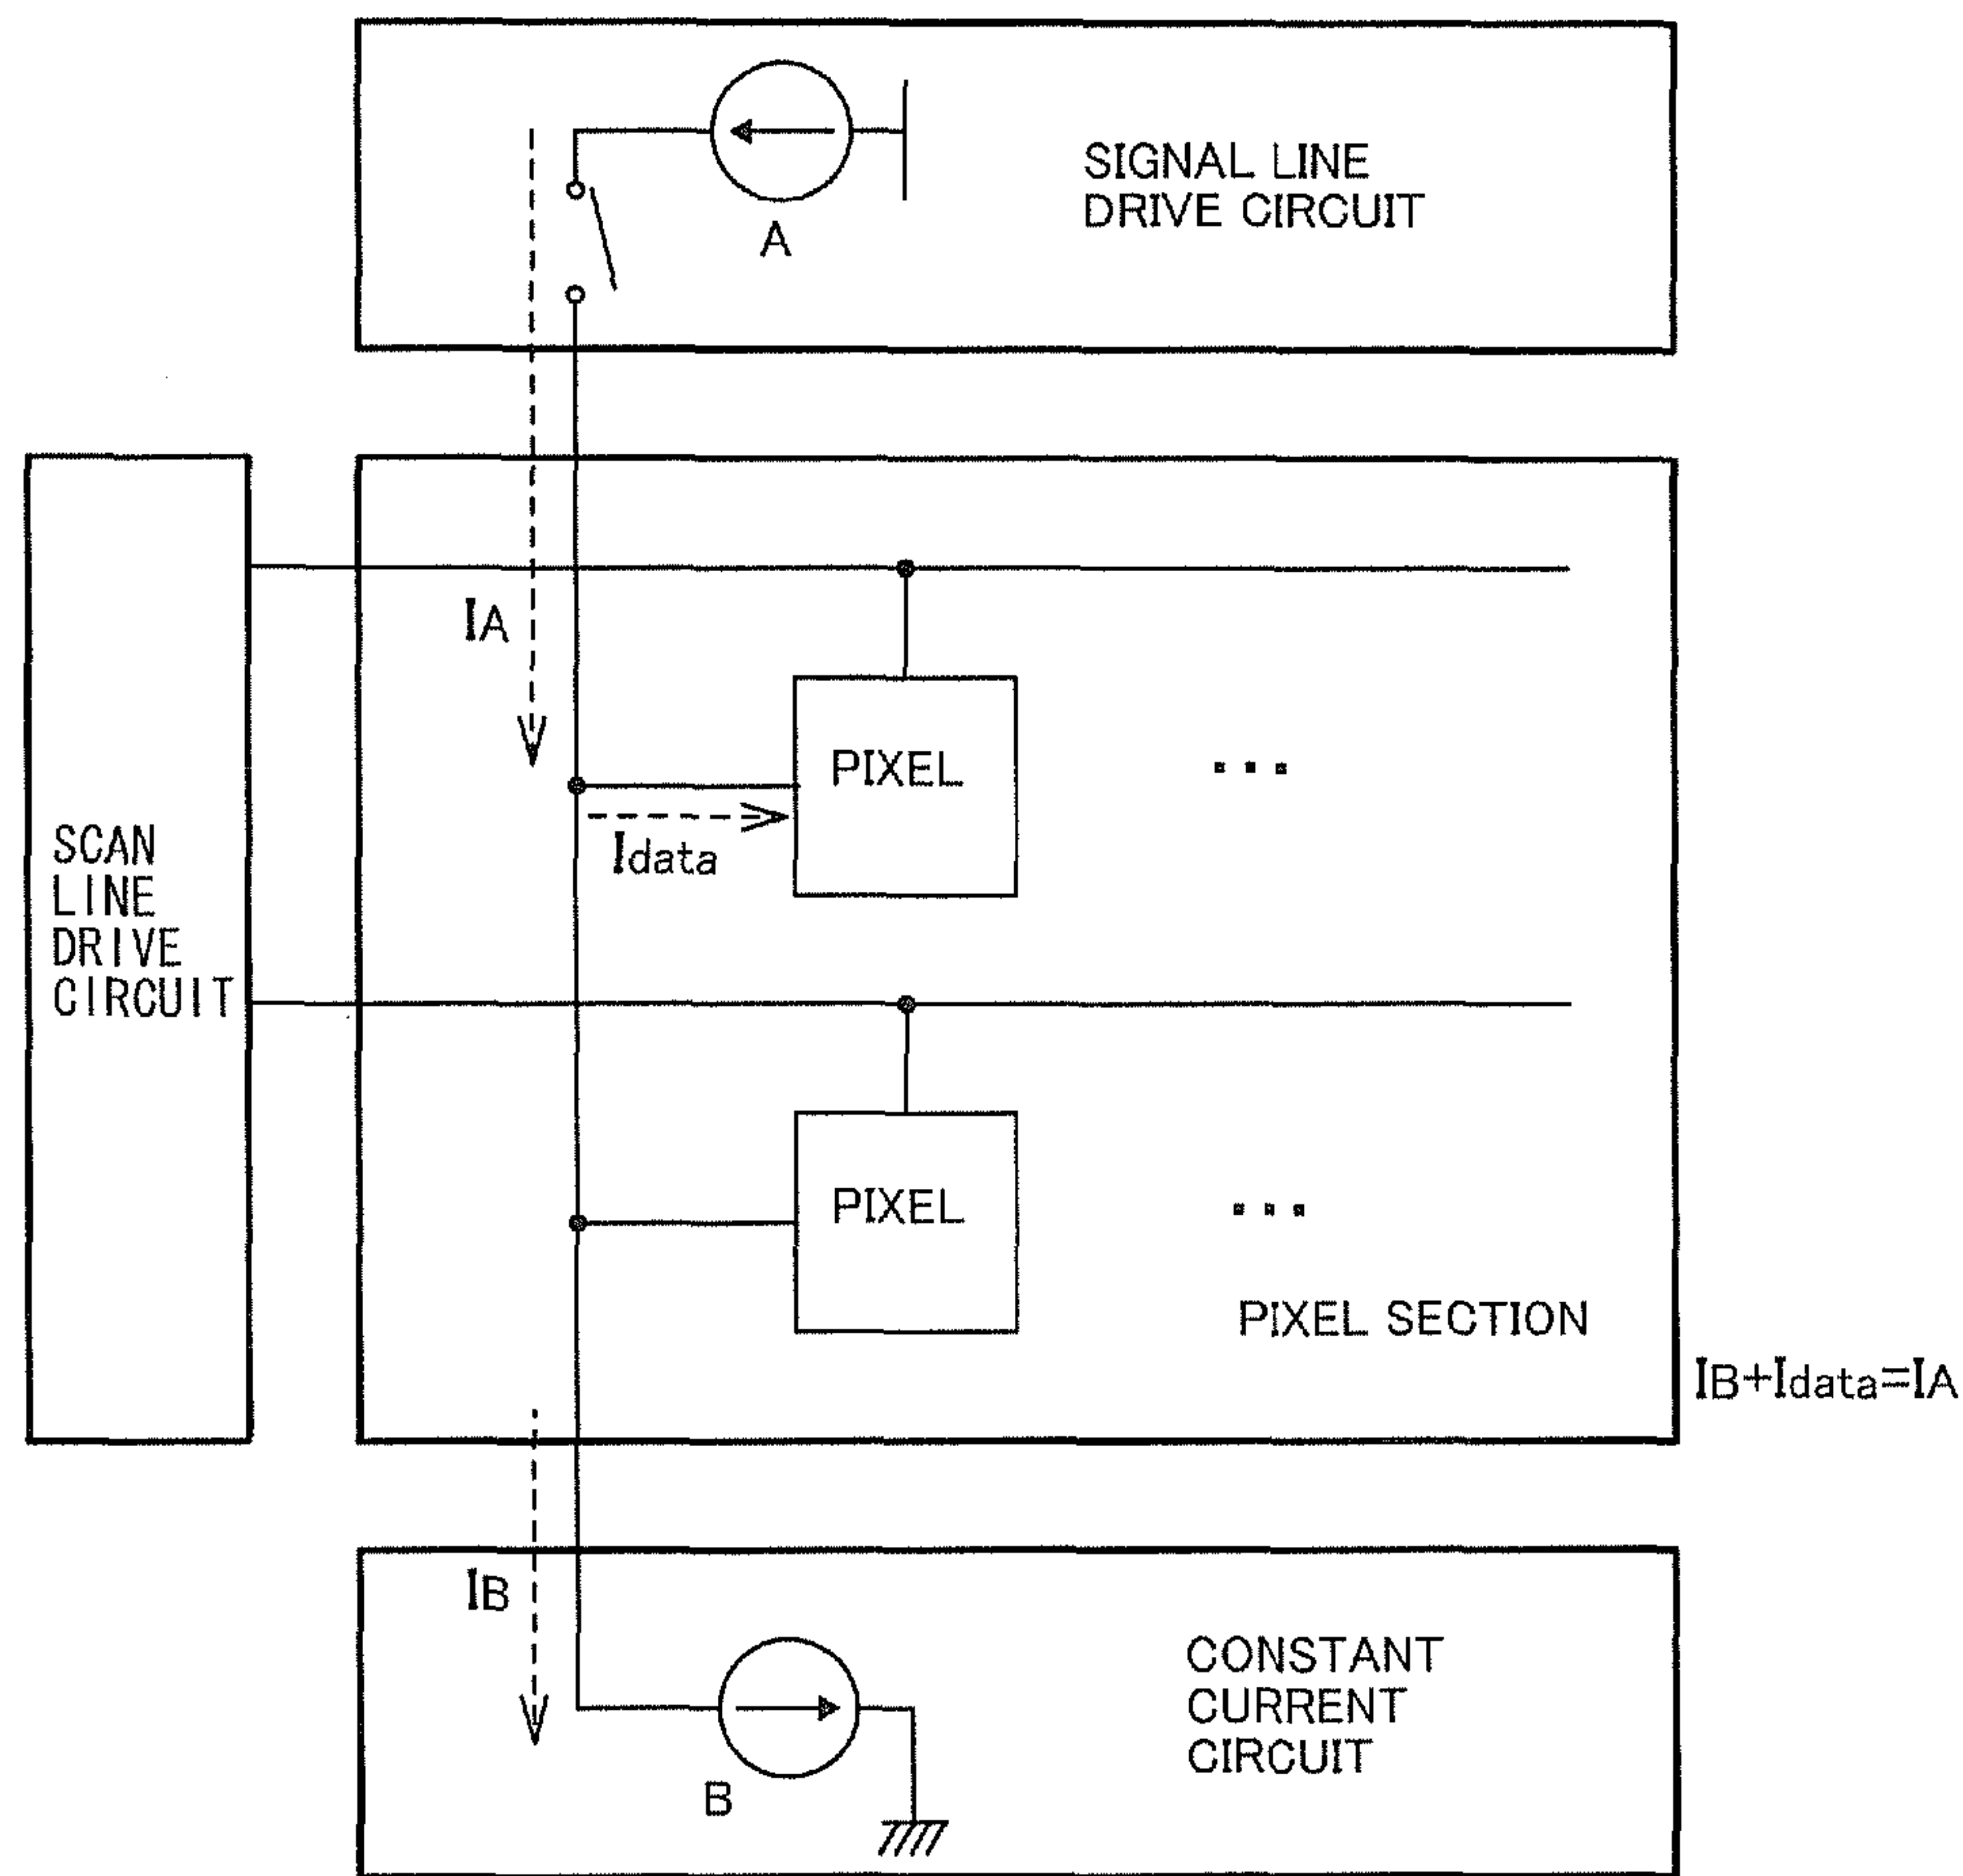 SIGNAL LINE
DRIVE CIRCUIT
A
IA
PIXEL
...
Idata
SCAN
LINE
DRIVE
CIRCUIT
PIXEL
...
PIXEL SECTION
IB+Idata=IA
IB
CONSTANT
CURRENT
CIRCUIT
B